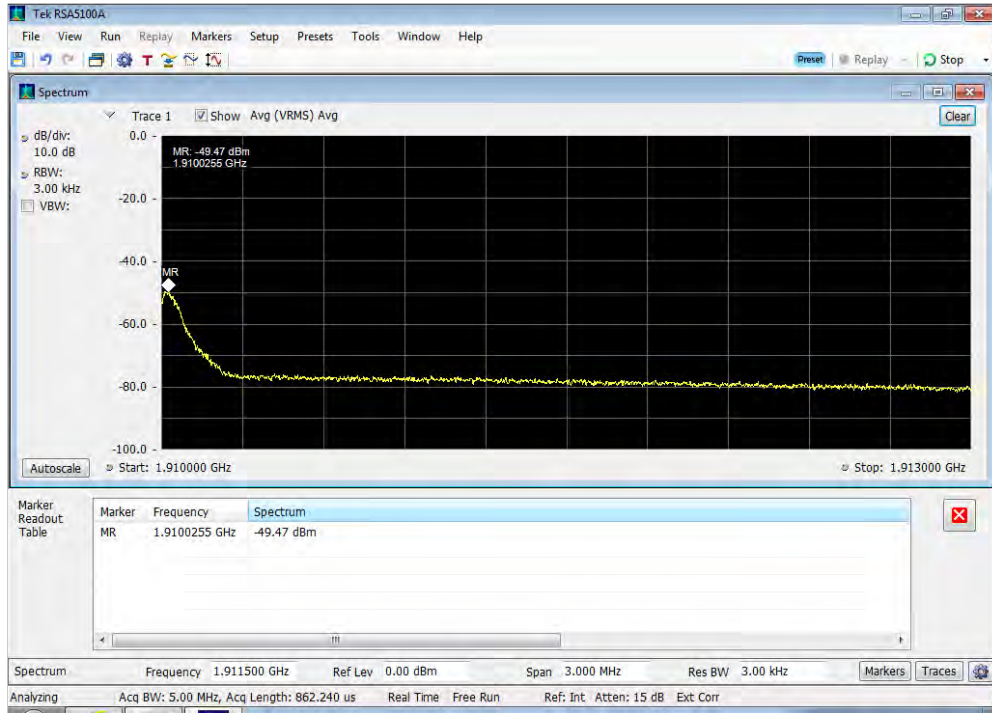 Tek RSA5100A
File View Run Replay Markers Setup Presets Tools Window Help
T Preset Replay Stop
Spectrum
Trace 1 Show Avg (VRMS) Avg Clear
dB/div: 0.0
10.0 dB MR: -49.47 dBm
1.9100255 GHz
RBW:
3.00 kHz
VBW: -20.0
-40.0
MR
-60.0
-80.0
-100.0
Autoscale Start: 1.910000 GHz Stop: 1.913000 GHz
Marker Readout Table
Marker Frequency Spectrum
MR 1.9100255 GHz -49.47 dBm
Spectrum Frequency 1.911500 GHz Ref Lev 0.00 dBm Span 3.000 MHz Res BW 3.00 kHz Markers Traces
Analyzing Acq BW: 5.00 MHz, Acq Length: 862.240 us Real Time Free Run Ref: Int Atten: 15 dB Ext Corr